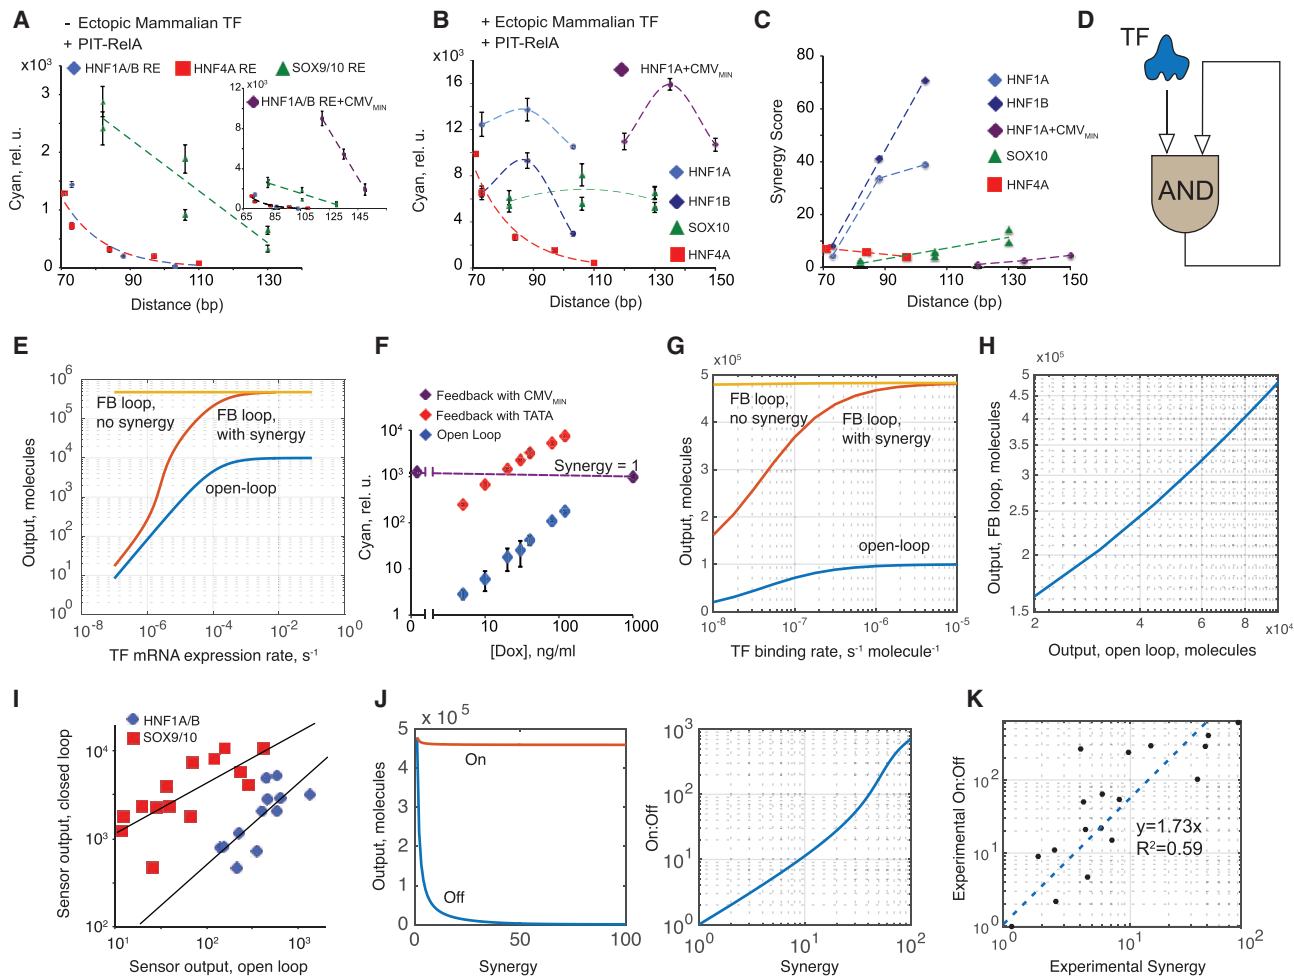 A
- Ectopic Mammalian TF
+ PIT-RelA
×10³
HNF1A/B RE
HNF4A RE
SOX9/10 RE
Cyan, rel. u.
3
2
1
0
70
90
110
130
Distance (bp)
×10³
HNF1A/B RE+CMVMIN
12
8
4
0
65
85
105
125
145
B
+ Ectopic Mammalian TF
+ PIT-RelA
×10³
HNF1A+CMVMIN
Cyan, rel. u.
16
12
8
4
0
70
90
110
130
150
Distance (bp)
HNF1A
HNF1B
SOX10
HNF4A
C
Synergy Score
80
60
40
20
0
70
90
110
130
150
Distance (bp)
HNF1A
HNF1B
HNF1A+CMVMIN
SOX10
HNF4A
D
TF
AND
E
Output, molecules
10⁶
10⁵
10⁴
10³
10²
10¹
10⁰
FB loop,
no synergy
FB loop,
with synergy
open-loop
10⁻⁸
10⁻⁶
10⁻⁴
10⁻²
10⁰
TF mRNA expression rate, s⁻¹
F
Feedback with CMVMIN
Feedback with TATA
Open Loop
Cyan, rel. u.
10⁴
10³
10²
10
1
Synergy = 1
0
10
100
1000
[Dox], ng/ml
G
×10⁵
Output, molecules
5
4
3
2
1
0
FB loop,
no synergy
FB loop,
with synergy
open-loop
10⁻⁸
10⁻⁷
10⁻⁶
10⁻⁵
TF binding rate, s⁻¹ molecule⁻¹
H
×10⁵
Output, FB loop, molecules
5
4.5
3.5
2.5
2
1.5
2
4
6
8
×10⁴
Output, open loop, molecules
I
HNF1A/B
SOX9/10
Sensor output, closed loop
10⁴
10³
10²
10¹
10²
10³
Sensor output, open loop
J
x 10⁵
Output, molecules
5
4
3
2
1
0
On
Off
0
50
100
Synergy
On:Off
10³
10²
10¹
10⁰
10⁰
10¹
10²
Synergy
K
Experimental On:Off
10²
10¹
10⁰
y=1.73x
R²=0.59
10⁰
10¹
10²
Experimental Synergy